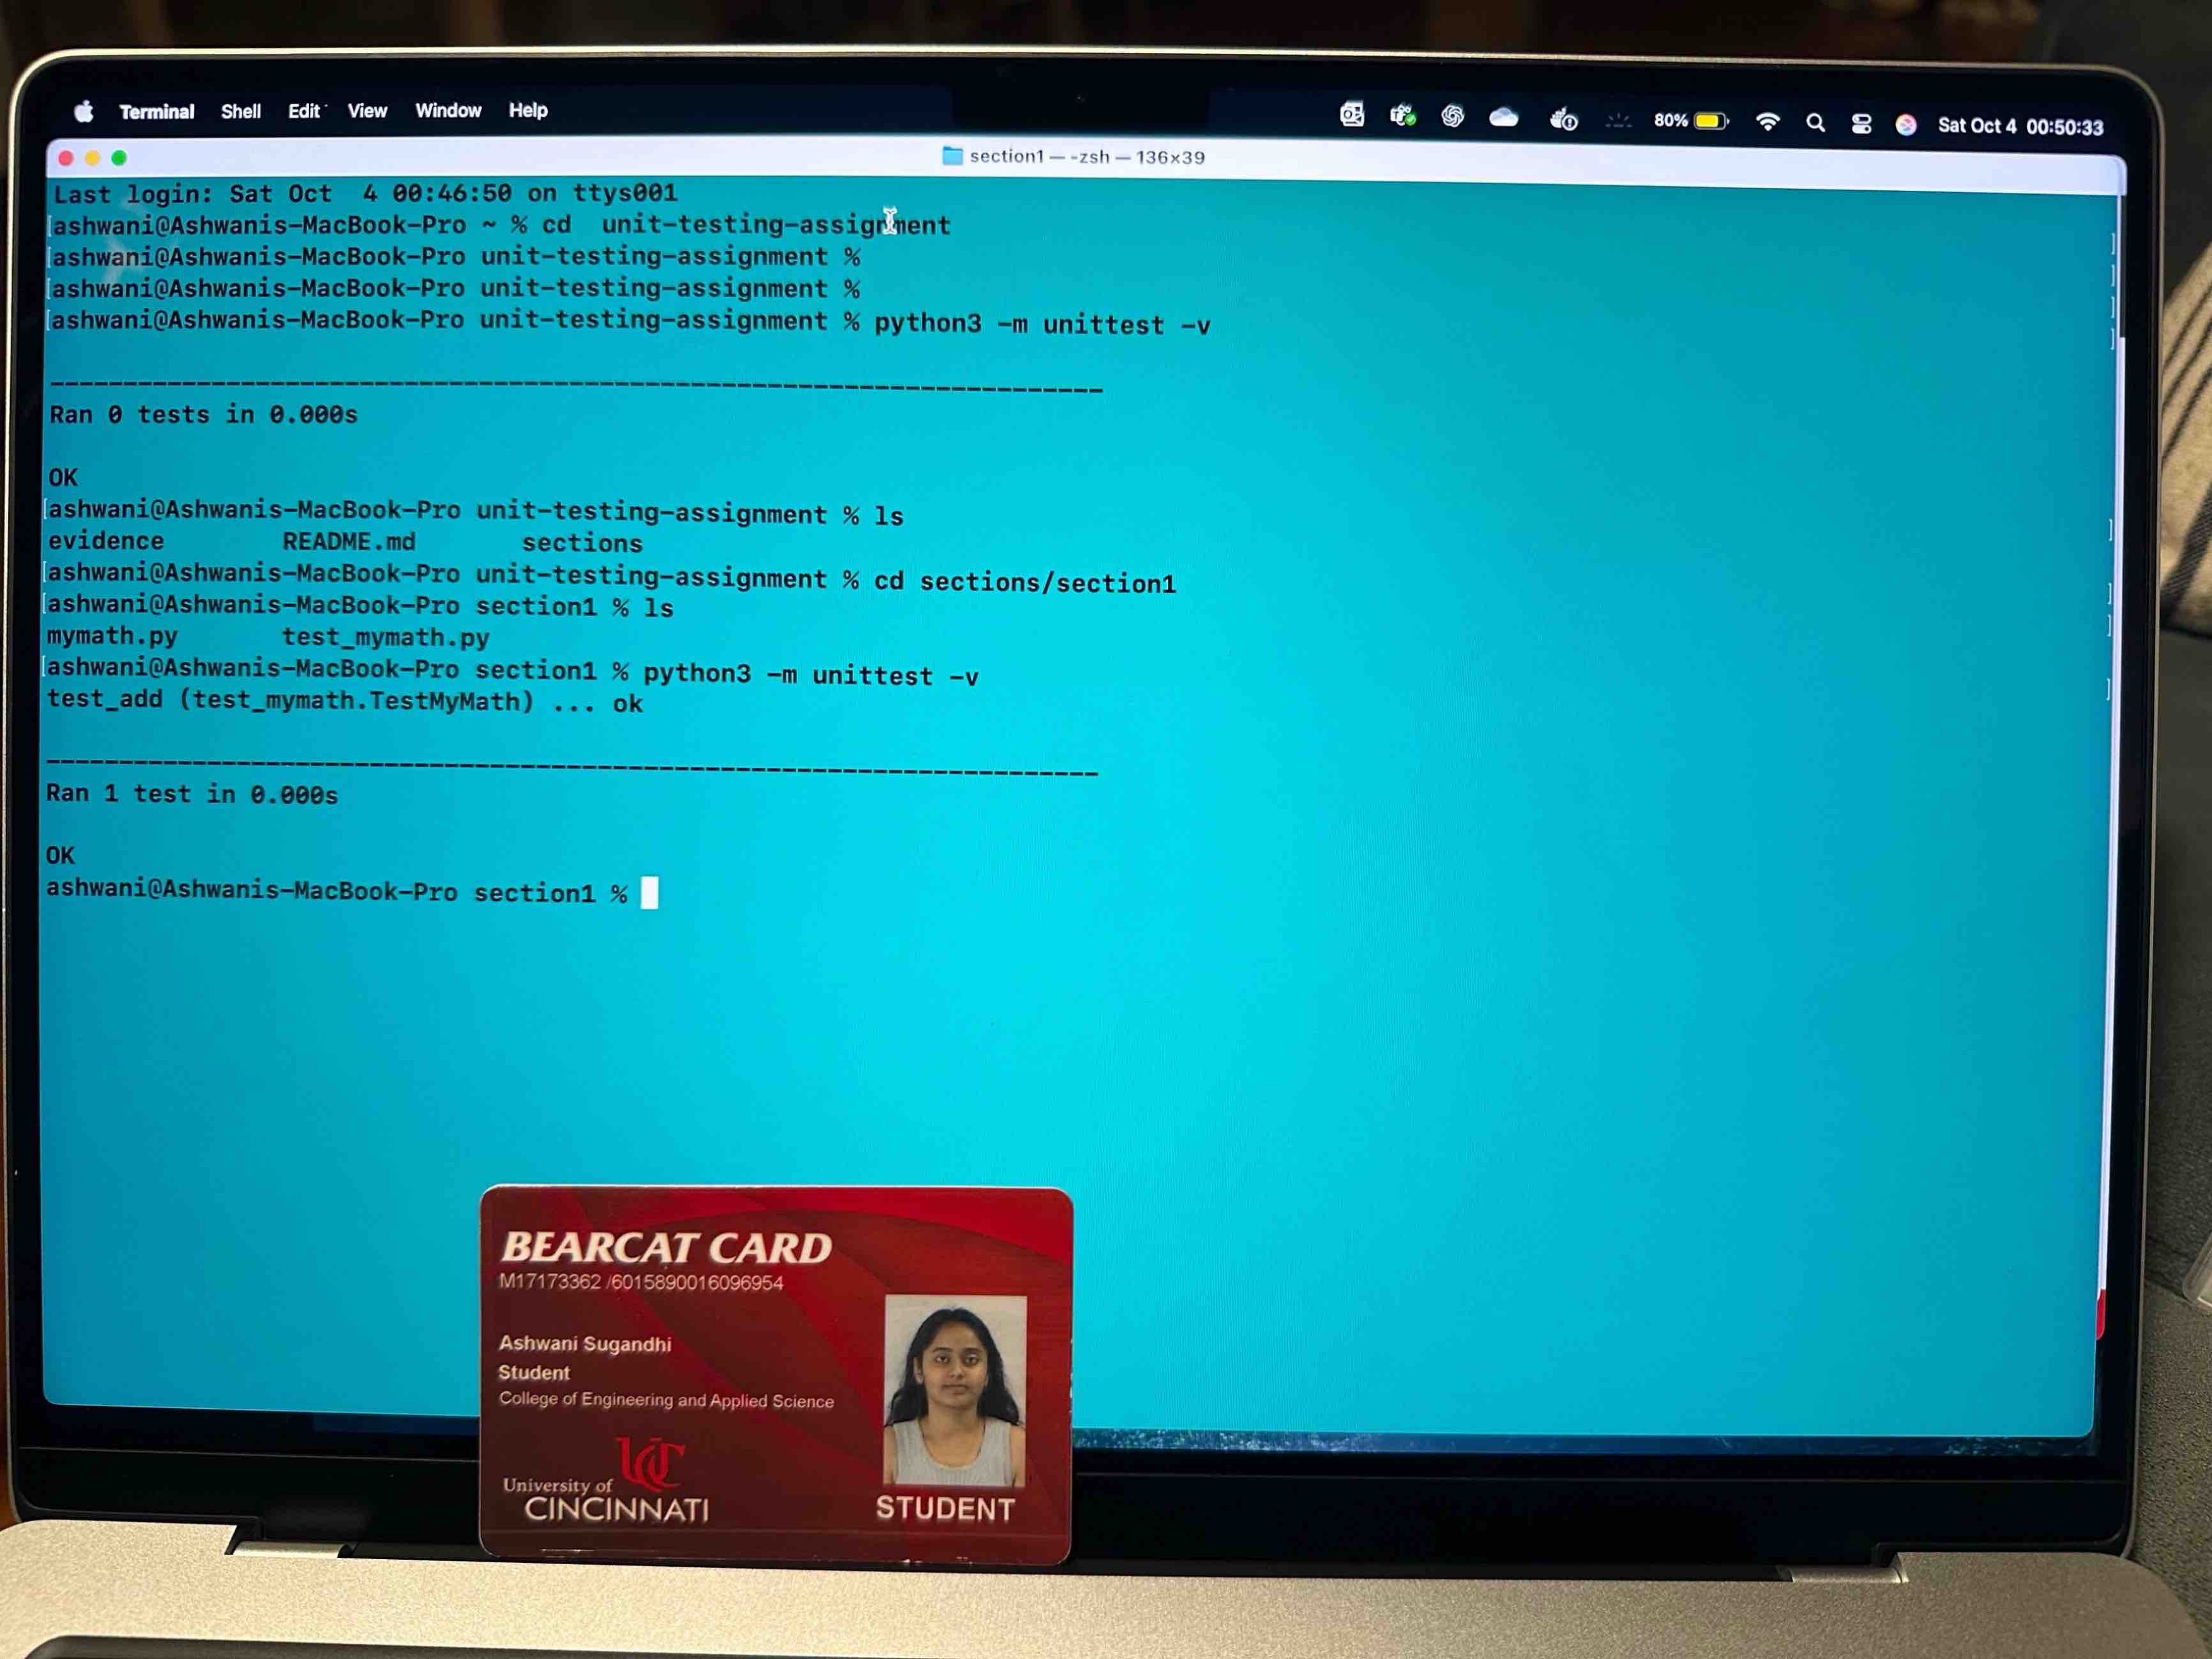 Terminal Shell Edit View Window Help 80% Sat Oct 4 00:50:33
section1 — -zsh — 136×39
Last login: Sat Oct  4 00:46:50 on ttys001
[ashwani@Ashwanis-MacBook-Pro ~ % cd  unit-testing-assignment ]
[ashwani@Ashwanis-MacBook-Pro unit-testing-assignment % ]
[ashwani@Ashwanis-MacBook-Pro unit-testing-assignment % ]
[ashwani@Ashwanis-MacBook-Pro unit-testing-assignment % python3 -m unittest -v ]
----------------------------------------------------------------------
Ran 0 tests in 0.000s
OK
[ashwani@Ashwanis-MacBook-Pro unit-testing-assignment % ls ]
evidence README.md sections
[ashwani@Ashwanis-MacBook-Pro unit-testing-assignment % cd sections/section1 ]
[ashwani@Ashwanis-MacBook-Pro section1 % ls ]
mymath.py test_mymath.py
[ashwani@Ashwanis-MacBook-Pro section1 % python3 -m unittest -v ]
test_add (test_mymath.TestMyMath) ... ok
----------------------------------------------------------------------
Ran 1 test in 0.000s
OK
ashwani@Ashwanis-MacBook-Pro section1 %
BEARCAT CARD
M17173362 /6015890016096954
Ashwani Sugandhi
Student
College of Engineering and Applied Science
UC
University of
CINCINNATI
STUDENT